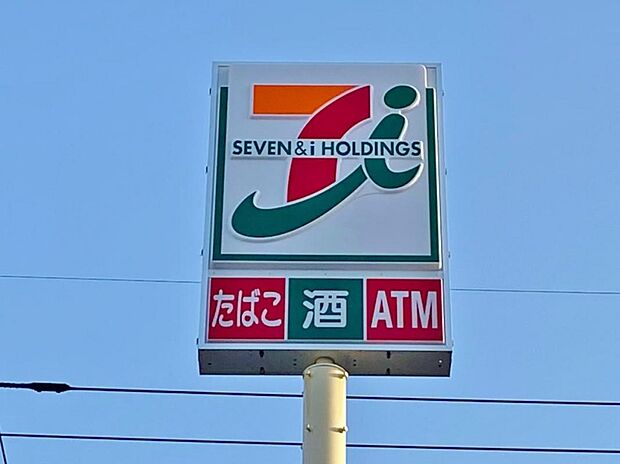 SEVEN & i HOLDINGS
たばこ 酒 ATM